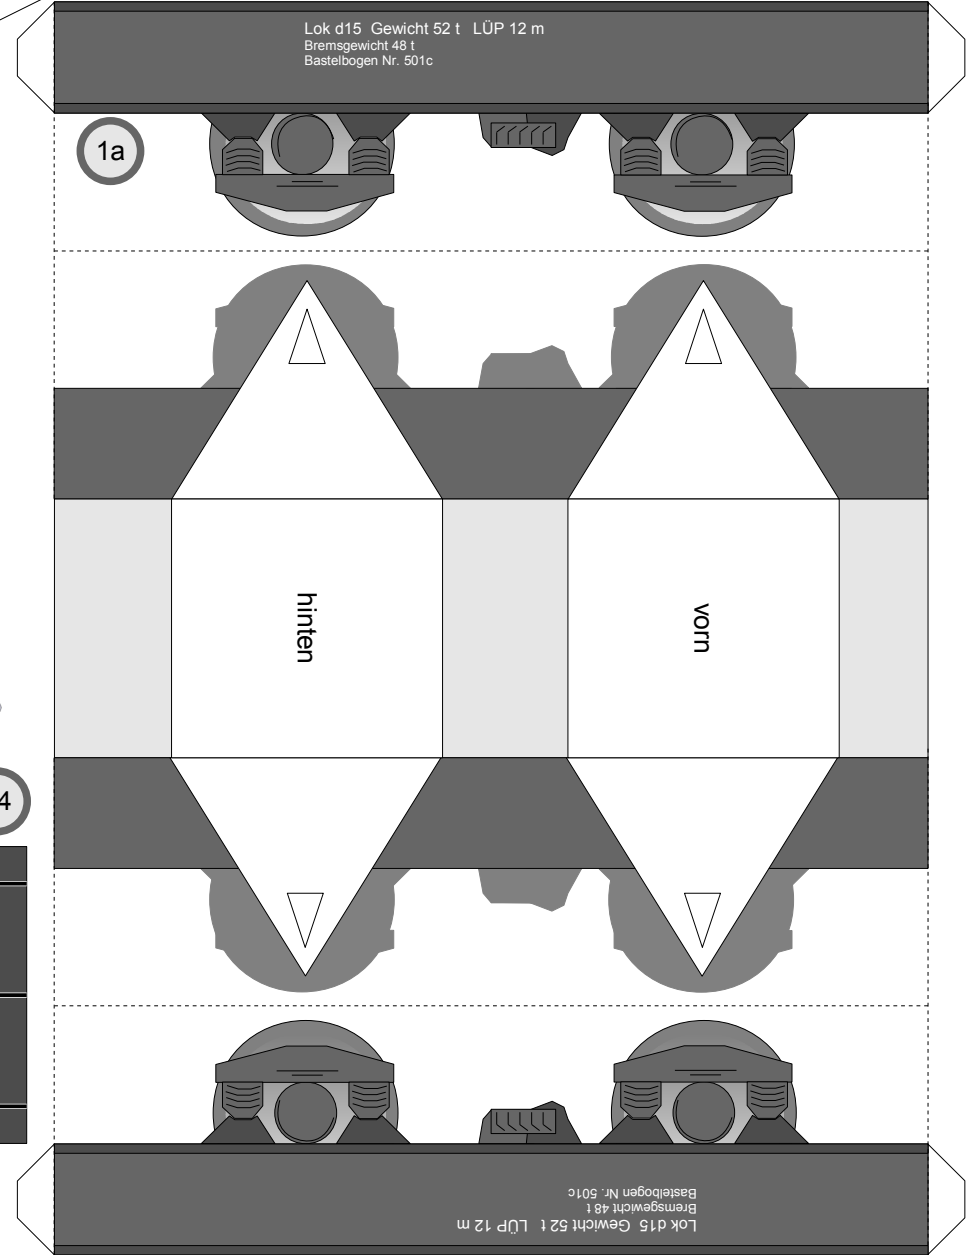 Lok d15 Gewicht 52 t LÜP 12 m
Bremsgewicht 48 t
Bastelbogen Nr. 501c
1a
hinten
vorn
4
Lok d15 Gewicht 52 t LÜP 12 m
Bremsgewicht 48 t
Bastelbogen Nr. 501c